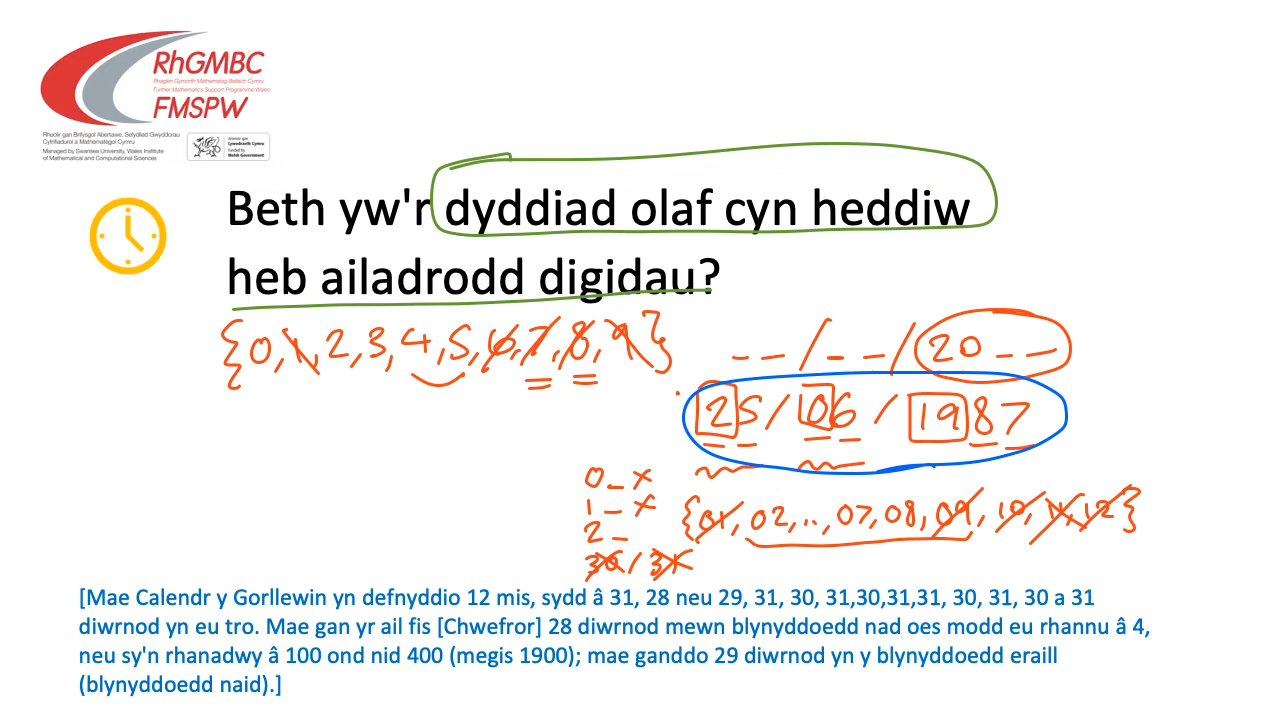 RhGMBC
Rhaglen Gymorth Mathemateg Bellach Cymru
Further Mathematics Support Programme Wales
FMSPW
Rheolir gan Brifysgol Abertawe, Sefydliad Gwyddorau
Cyfrifiadurol a Mathemategol Cymru
Managed by Swansea University, Wales Institute
of Mathematical and Computational Sciences
Ariennir gan
Lywodraeth Cymru
Funded by
Welsh Government
Beth yw'r dyddiad olaf cyn heddiw
heb ailadrodd digidau?
{0, 1, 2, 3, 4, 5, 6, 7, 8, 9}
_ _ / _ _ / 20 _ _
25 / 06 / 1987
0_ x
1_ x
2_
30 / 31
{01, 02, .., 07, 08, 09, 10, 11, 12}
[Mae Calendr y Gorllewin yn defnyddio 12 mis, sydd â 31, 28 neu 29, 31, 30, 31,30,31,31, 30, 31, 30 a 31
diwrnod yn eu tro. Mae gan yr ail fis [Chwefror] 28 diwrnod mewn blynyddoedd nad oes modd eu rhannu â 4,
neu sy'n rhanadwy â 100 ond nid 400 (megis 1900); mae ganddo 29 diwrnod yn y blynyddoedd eraill
(blynyddoedd naid).]